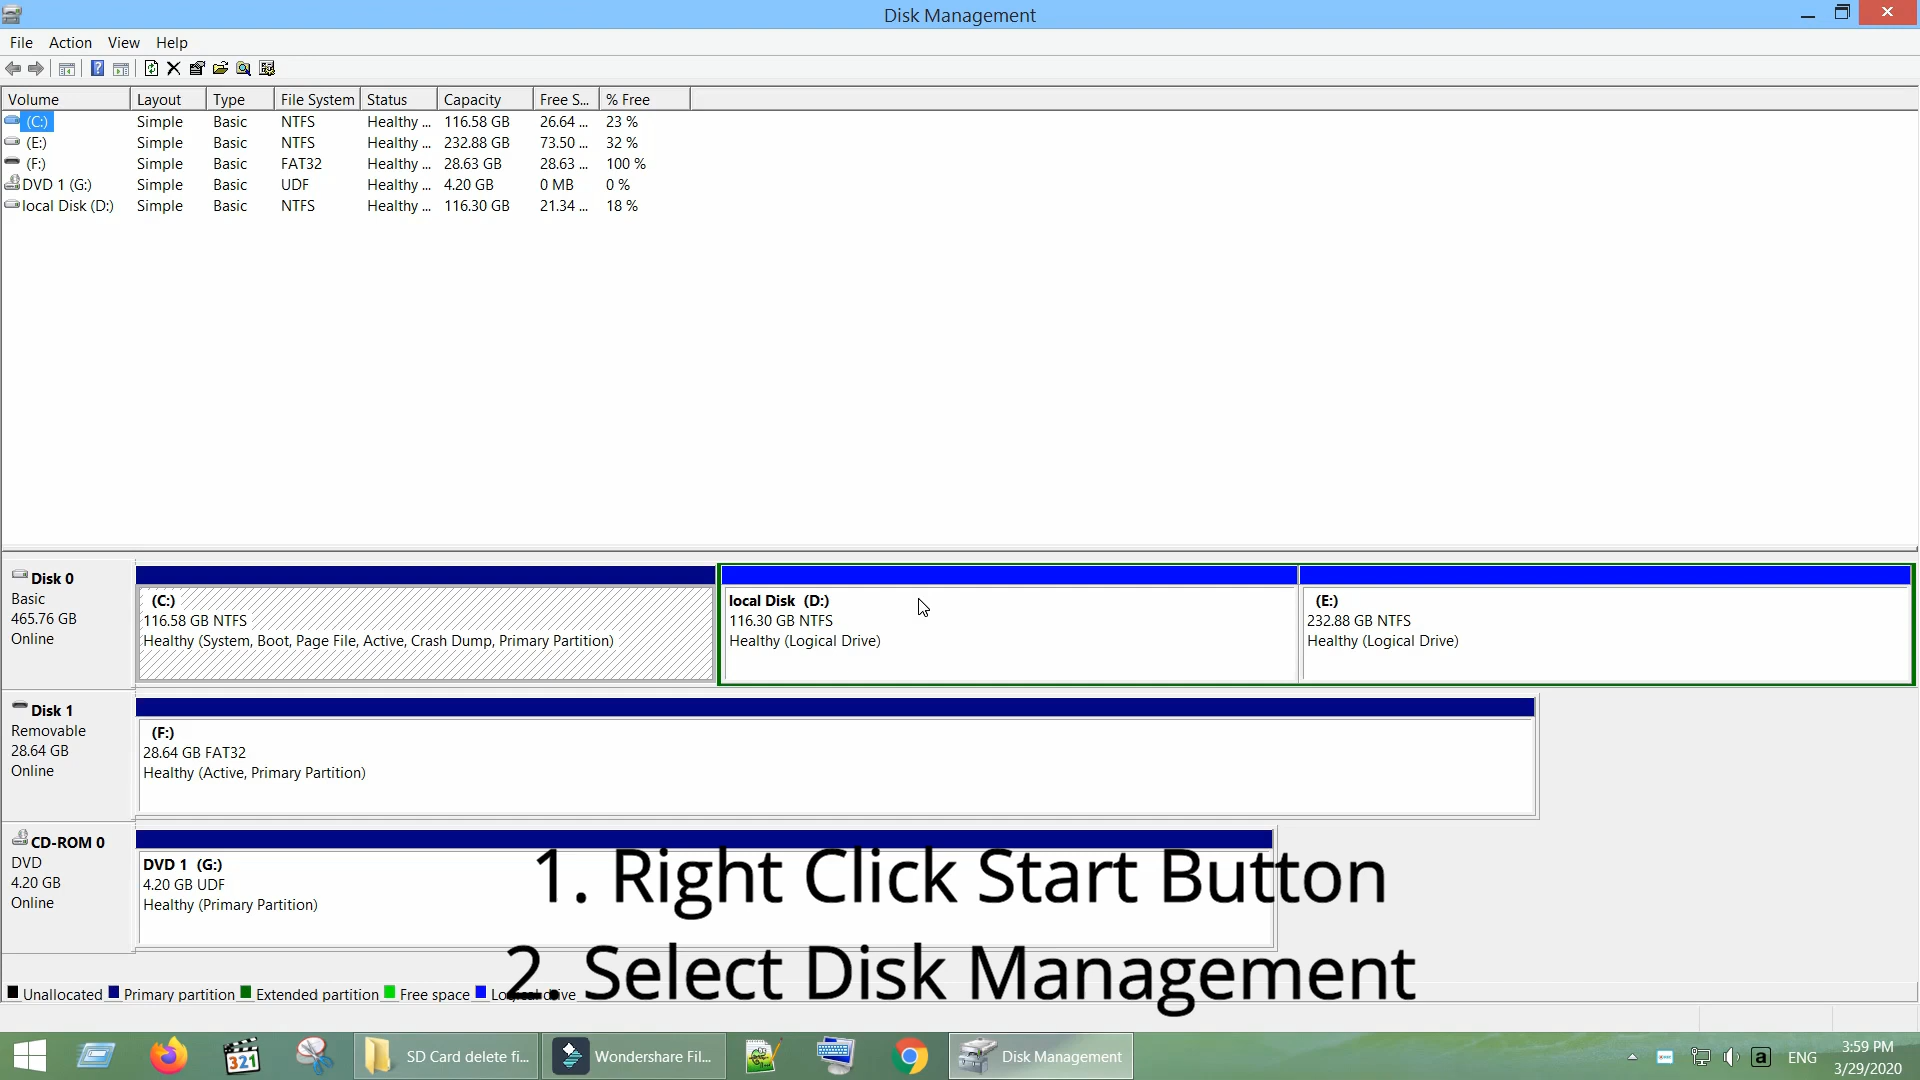 Disk Management
File Action View Help
Volume Layout Type File System Status Capacity Free S... % Free
(C:) Simple Basic NTFS Healthy ... 116.58 GB 26.64 ... 23 %
(E:) Simple Basic NTFS Healthy ... 232.88 GB 73.50 ... 32 %
(F:) Simple Basic FAT32 Healthy ... 28.63 GB 28.63 ... 100 %
DVD 1 (G:) Simple Basic UDF Healthy ... 4.20 GB 0 MB 0 %
local Disk (D:) Simple Basic NTFS Healthy ... 116.30 GB 21.34 ... 18 %
Disk 0
Basic
465.76 GB
Online
(C:)
116.58 GB NTFS
Healthy (System, Boot, Page File, Active, Crash Dump, Primary Partition)
local Disk (D:)
116.30 GB NTFS
Healthy (Logical Drive)
(E:)
232.88 GB NTFS
Healthy (Logical Drive)
Disk 1
Removable
28.64 GB
Online
(F:)
28.64 GB FAT32
Healthy (Active, Primary Partition)
CD-ROM 0
DVD
4.20 GB
Online
DVD 1 (G:)
4.20 GB UDF
Healthy (Primary Partition)
1. Right Click Start Button
2. Select Disk Management
Unallocated Primary partition Extended partition Free space Logical drive
321
SD Card delete fi... Wondershare Fil... Disk Management
a ENG 3:59 PM
3/29/2020